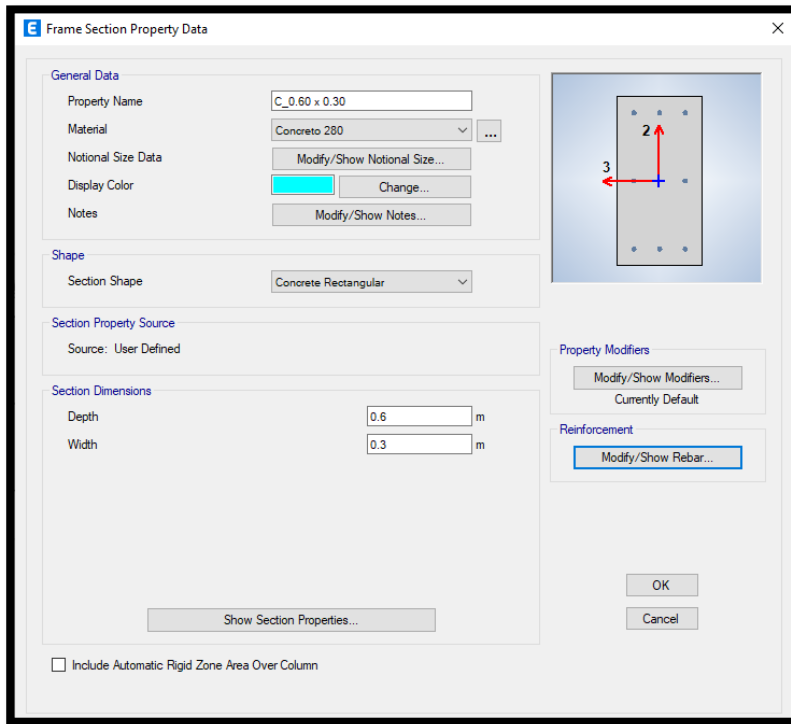 E Frame Section Property Data
General Data
Property Name C_0.60 x 0.30
Material Concreto 280 ...
Notional Size Data Modify/Show Notional Size...
Display Color Change...
Notes Modify/Show Notes...
Shape
Section Shape Concrete Rectangular
Section Property Source
Source: User Defined
Section Dimensions
Depth 0.6 m
Width 0.3 m
Show Section Properties...
Include Automatic Rigid Zone Area Over Column
2
3
Property Modifiers
Modify/Show Modifiers...
Currently Default
Reinforcement
Modify/Show Rebar...
OK
Cancel